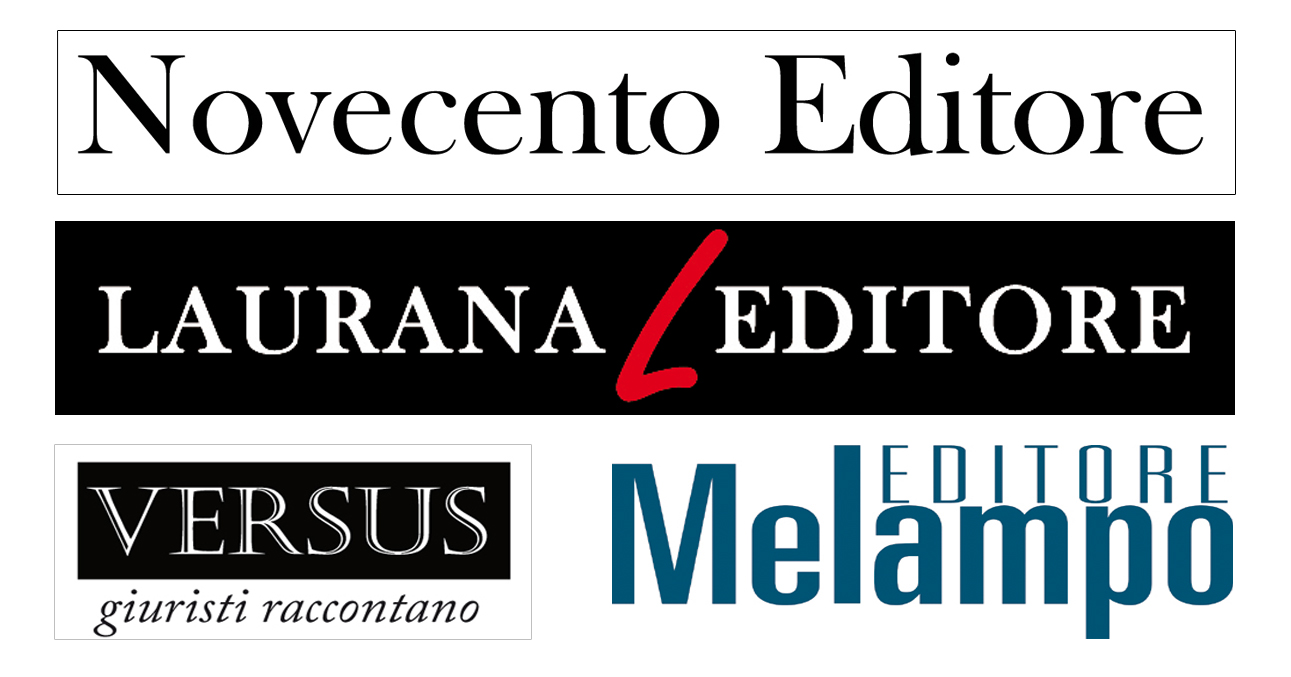 Novecento Editore
LAURANA EDITORE
VERSUS
giuristi raccontano
EDITORE
Melampo